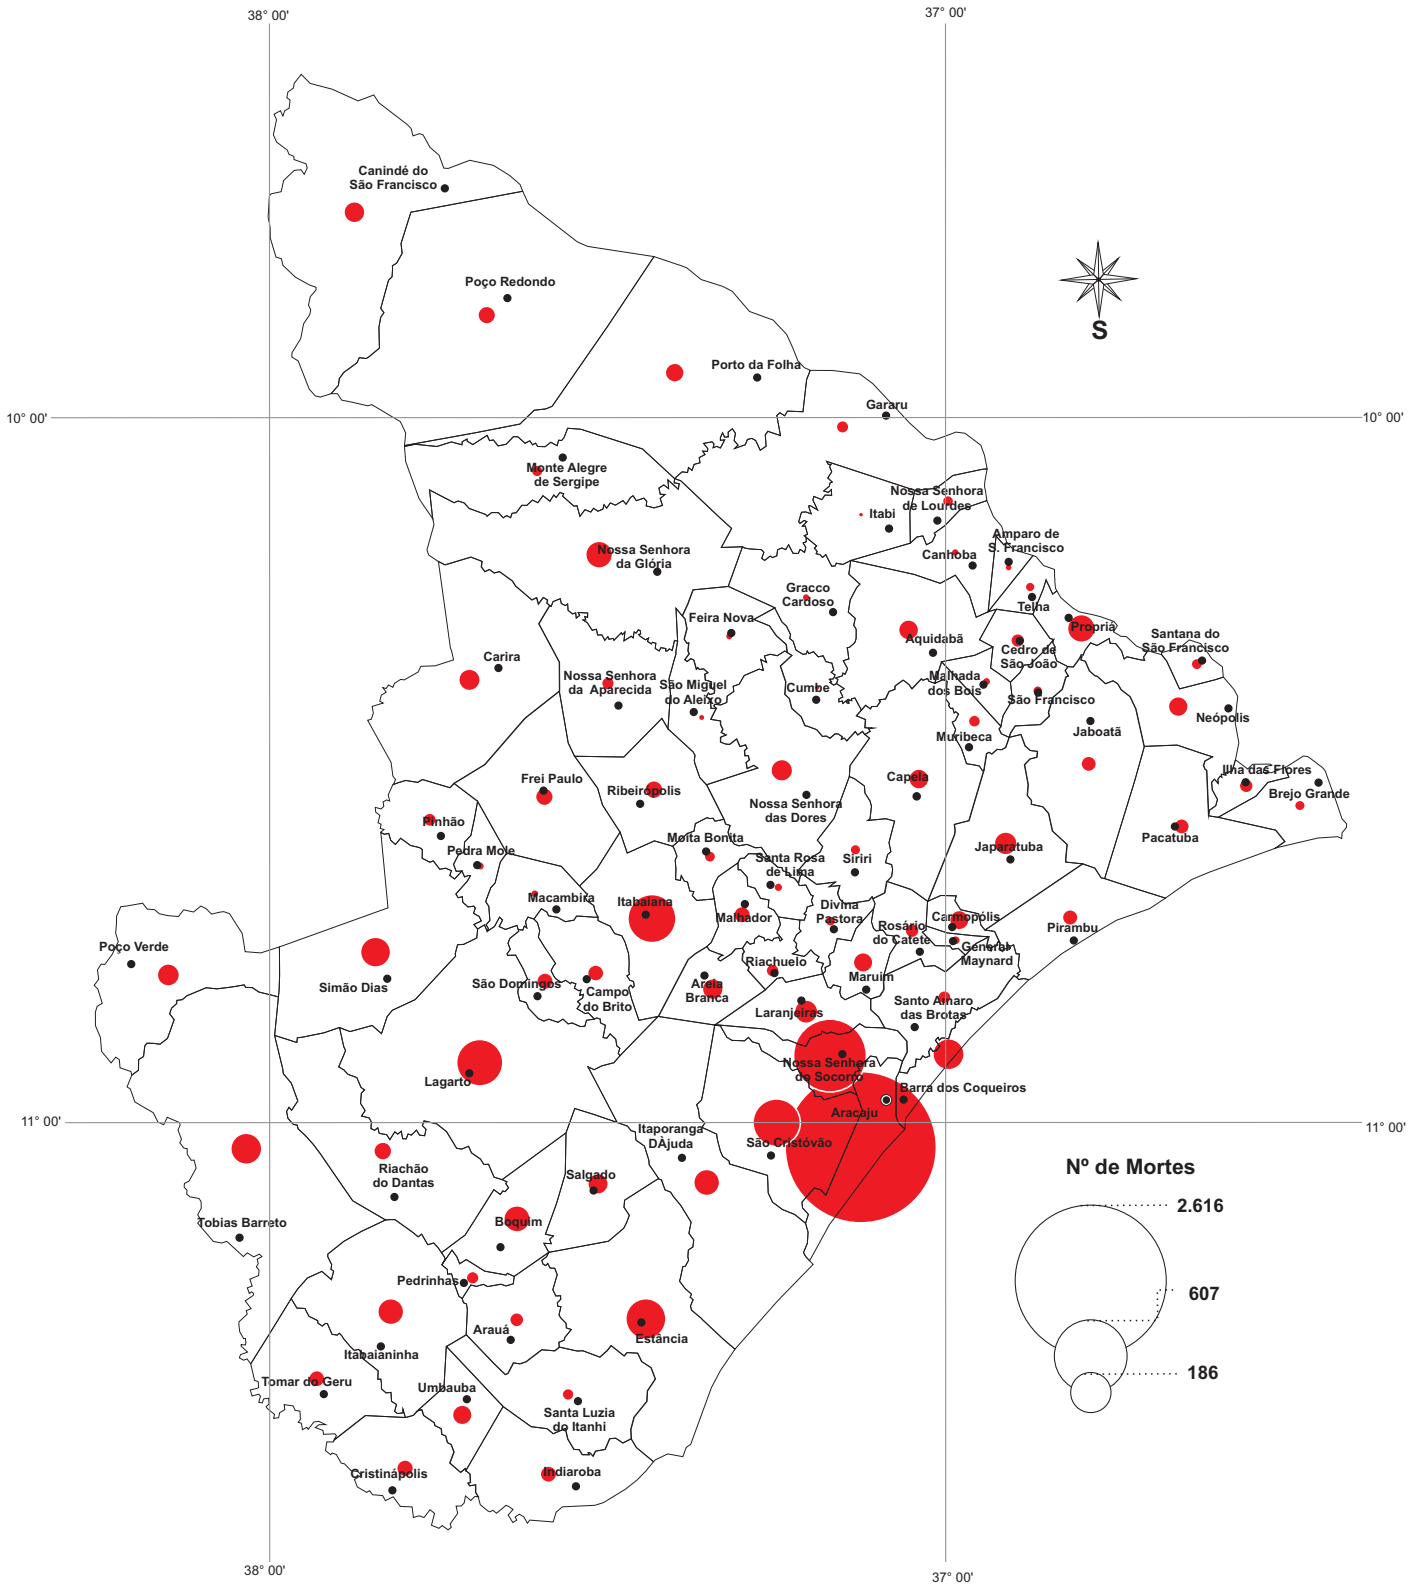 38° 00'
37° 00'
Canindé do
São Francisco
Poço Redondo
S
Porto da Folha
Gararu
10° 00'
10° 00'
Monte Alegre
de Sergipe
Nossa Senhora
de Lourdes
Itabi
Amparo de
S. Francisco
Canhoba
Nossa Senhora
da Glória
Gracco
Cardoso
Telha
Feira Nova
Propriá
Aquidabã
Santana do
São Francisco
Cedro de
São João
Carira
Nossa Senhora
da Aparecida
São Miguel
do Aleixo
Cumbe
Malhada
dos Bois
São Francisco
Neópolis
Jaboatã
Muribeca
Frei Paulo
Ribeirópolis
Capela
Ilha das Flores
Brejo Grande
Nossa Senhora
das Dores
Pinhão
Moita Bonita
Pacatuba
Japaratuba
Pedra Mole
Santa Rosa
de Lima
Siriri
Macambira
Itabaiana
Malhador
Divina
Pastora
Carmopólis
Rosário
do Catete
Pirambu
General
Maynard
Poço Verde
Simão Dias
São Domingos
Campo
do Brito
Areia
Branca
Riachuelo
Maruim
Laranjeiras
Santo Amaro
das Brotas
Nossa Senhora
do Socorro
Lagarto
Barra dos Coqueiros
Aracaju
11° 00'
11° 00'
Itaporanga
DÀjuda
São Cristóvão
Riachão
do Dantas
Salgado
Nº de Mortes
2.616
607
186
Tobias Barreto
Boquim
Pedrinhas
Arauá
Estância
Itabaianinha
Tomar do Geru
Umbauba
Santa Luzia
do Itanhi
Cristinápolis
Indiaroba
38° 00'
37° 00'